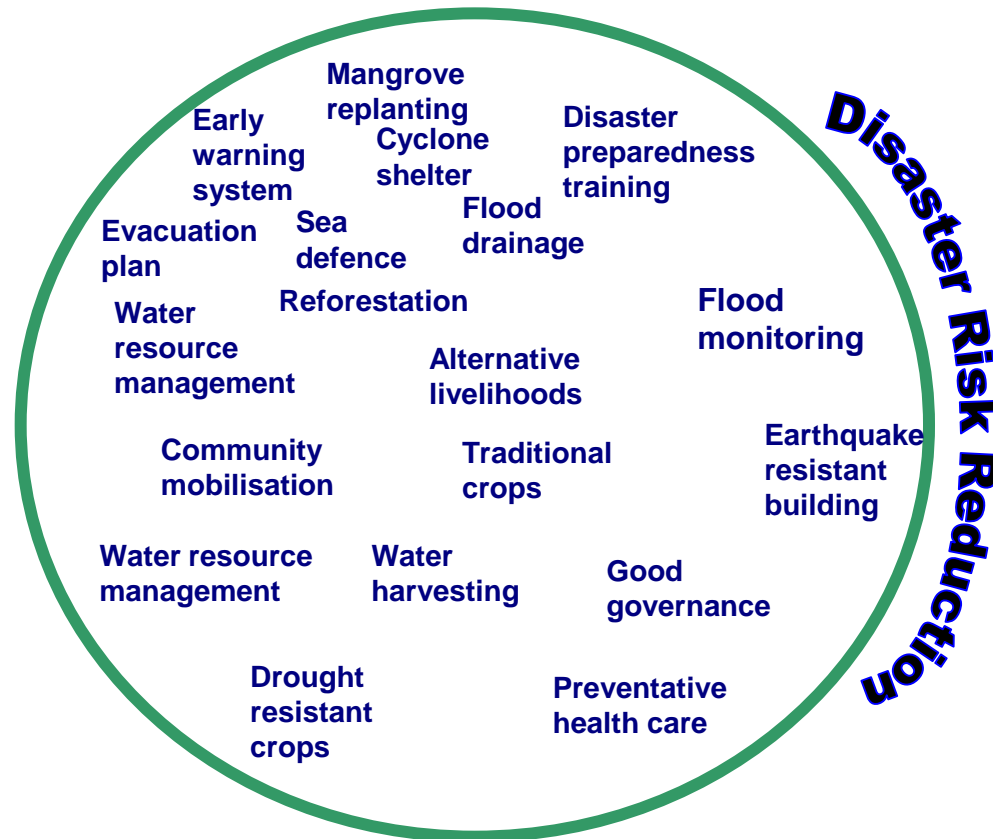 Mangrove
replanting
Early
warning
system
Cyclone
shelter
Disaster
preparedness
training
Evacuation
plan
Sea
defence
Flood
drainage
Reforestation
Water
resource
management
Flood
monitoring
Alternative
livelihoods
Community
mobilisation
Traditional
crops
Earthquake
resistant
building
Water resource
management
Water
harvesting
Good
governance
Drought
resistant
crops
Preventative
health care
Disaster Risk Reduction